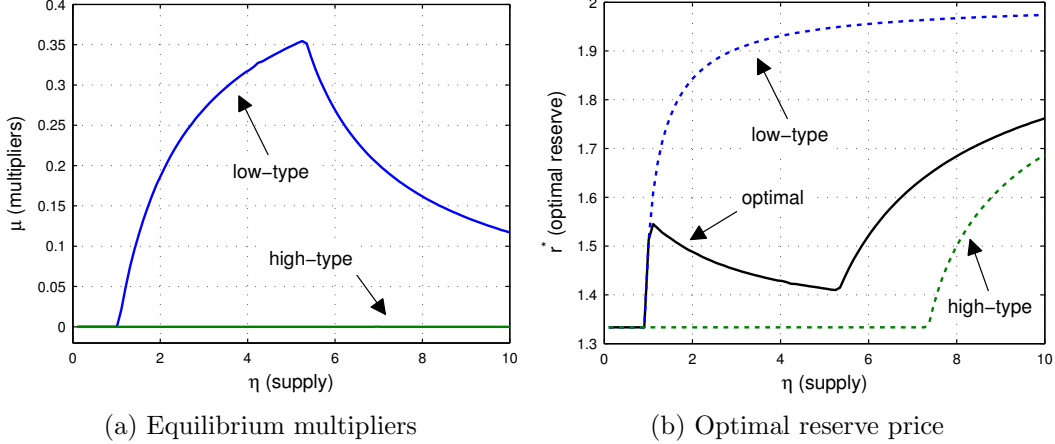 0.4
0.35
0.3
0.25
0.2
0.15
0.1
0.05
0
μ (multipliers)
low−type
high−type
0 2 4 6 8 10
η (supply)
(a) Equilibrium multipliers
2
1.9
1.8
1.7
1.6
1.5
1.4
1.3
r* (optimal reserve)
low−type
optimal
high−type
0 2 4 6 8 10
η (supply)
(b) Optimal reserve price